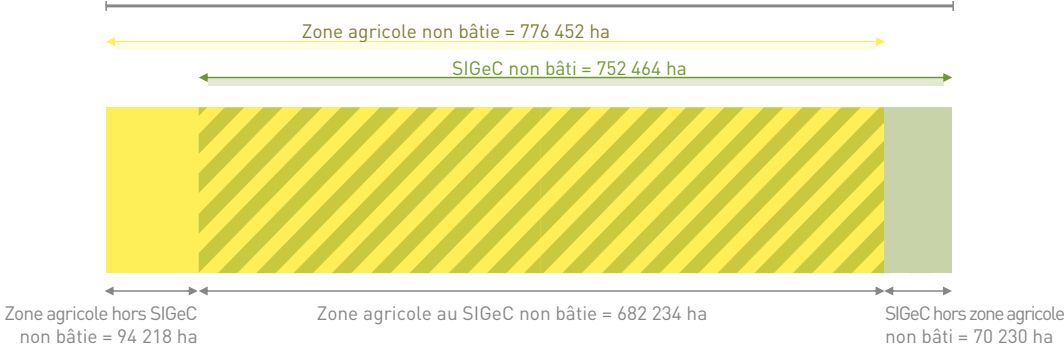 Zone agricole non bâtie = 776 452 ha
SIGeC non bâti = 752 464 ha
Zone agricole hors SIGeC
non bâtie = 94 218 ha
Zone agricole au SIGeC non bâtie = 682 234 ha
SIGeC hors zone agricole
non bâti = 70 230 ha